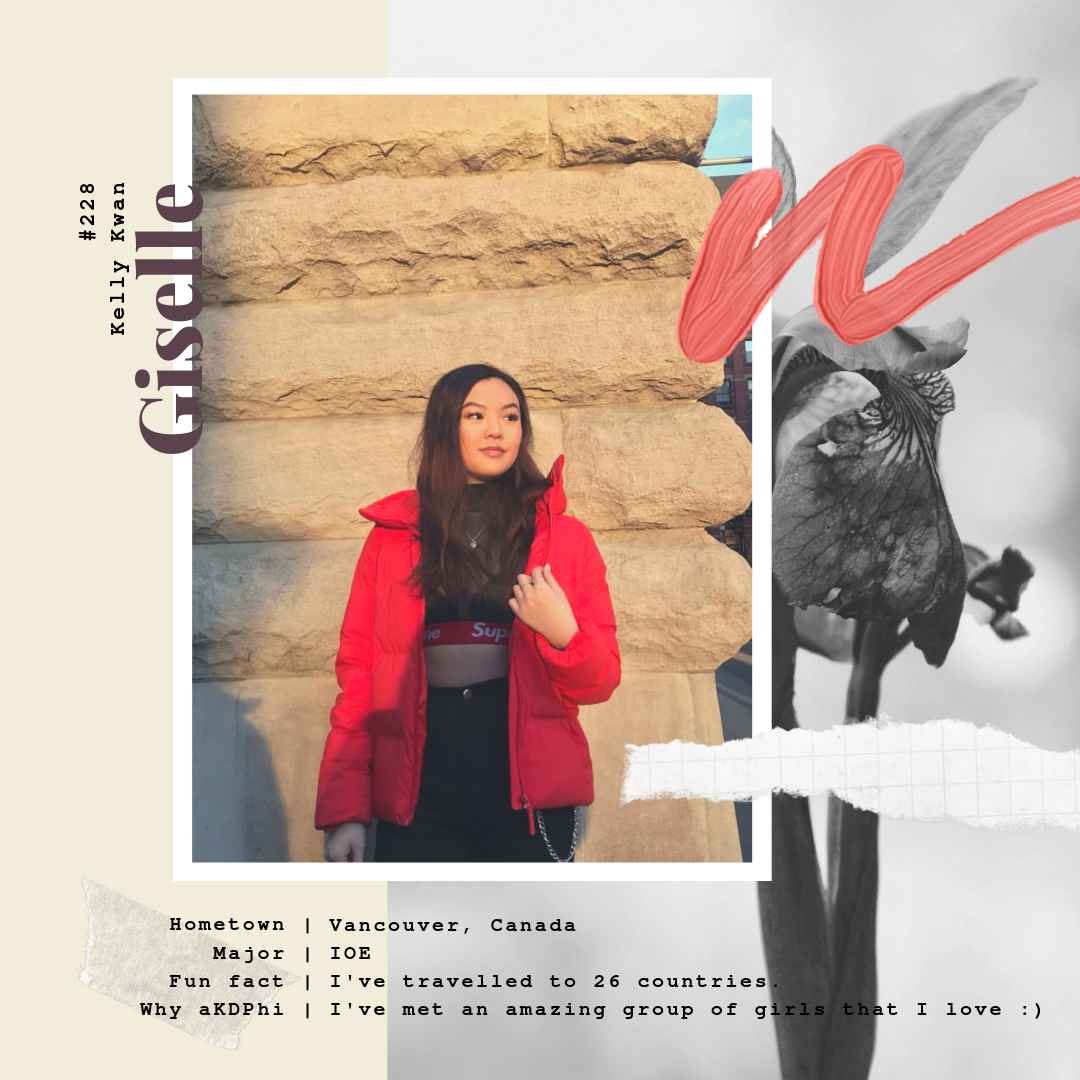 #228
Kelly Kwan
Giselle
Sup
Hometown | Vancouver, Canada
Major | IOE
Fun fact | I've travelled to 26 countries.
Why aKDPhi | I've met an amazing group of girls that I love :)